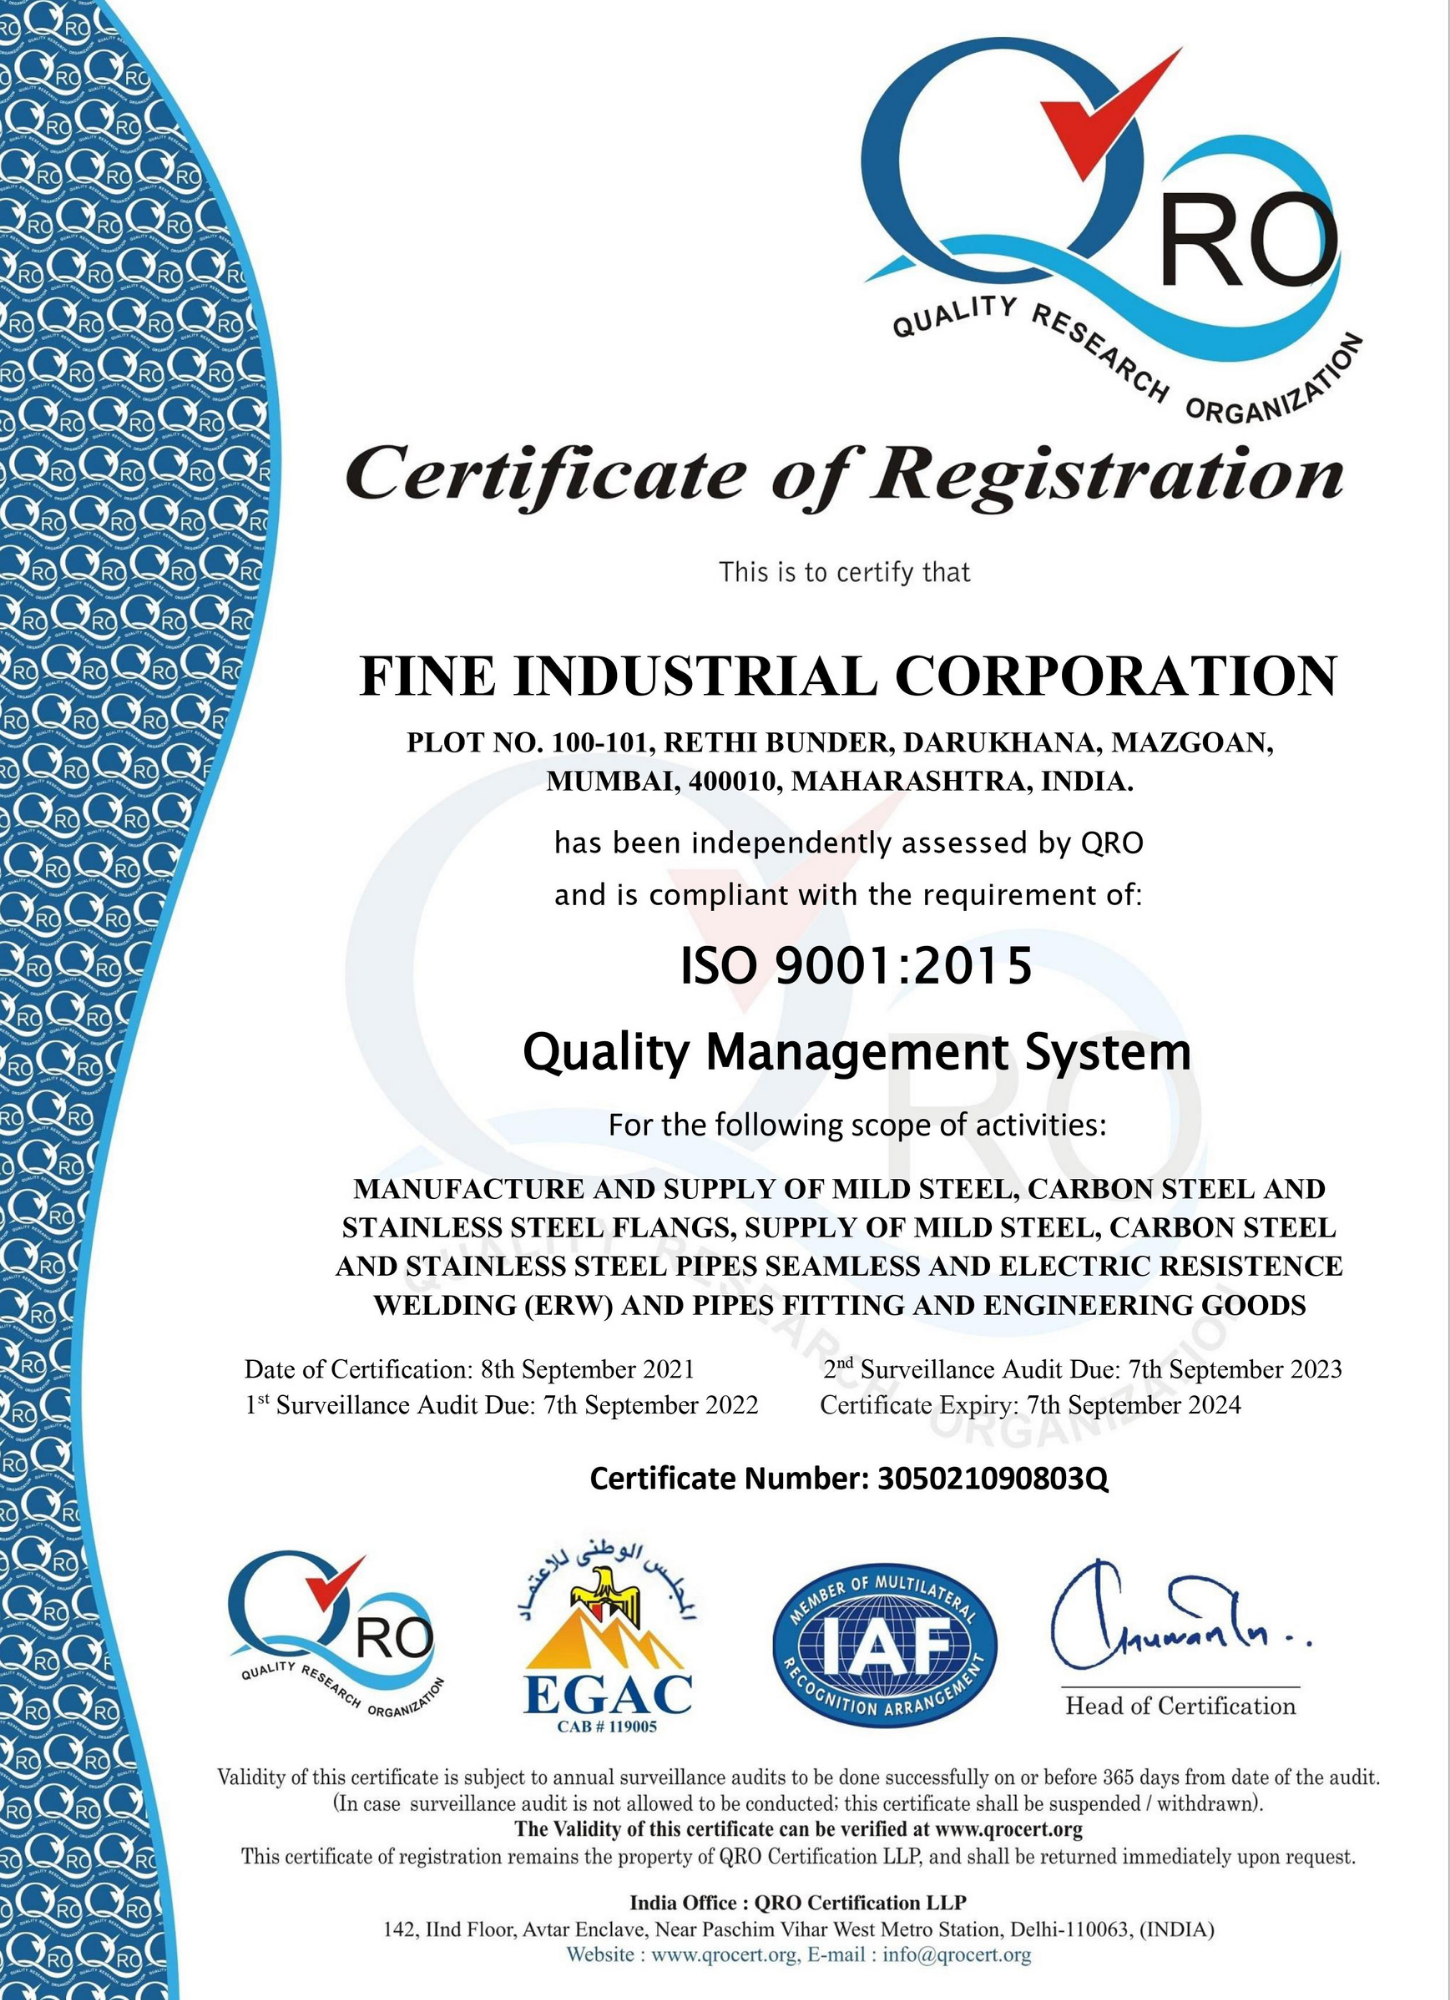 QRO
QUALITY RESEARCH ORGANIZATION
Certificate of Registration
This is to certify that
FINE INDUSTRIAL CORPORATION
PLOT NO. 100-101, RETHI BUNDER, DARUKHANA, MAZGOAN,
MUMBAI, 400010, MAHARASHTRA, INDIA.
has been independently assessed by QRO
and is compliant with the requirement of:
ISO 9001:2015
Quality Management System
For the following scope of activities:
MANUFACTURE AND SUPPLY OF MILD STEEL, CARBON STEEL AND
STAINLESS STEEL FLANGS, SUPPLY OF MILD STEEL, CARBON STEEL
AND STAINLESS STEEL PIPES SEAMLESS AND ELECTRIC RESISTENCE
WELDING (ERW) AND PIPES FITTING AND ENGINEERING GOODS
Date of Certification: 8th September 2021
2nd Surveillance Audit Due: 7th September 2023
1st Surveillance Audit Due: 7th September 2022
Certificate Expiry: 7th September 2024
Certificate Number: 305021090803Q
QRO
QUALITY RESEARCH ORGANIZATION
المجلس الوطنى للاعتماد
EGAC
CAB # 119005
MEMBER OF MULTILATERAL
IAF
RECOGNITION ARRANGEMENT
Head of Certification
Validity of this certificate is subject to annual surveillance audits to be done successfully on or before 365 days from date of the audit.
(In case surveillance audit is not allowed to be conducted; this certificate shall be suspended / withdrawn).
The Validity of this certificate can be verified at www.qrocert.org
This certificate of registration remains the property of QRO Certification LLP, and shall be returned immediately upon request.
India Office : QRO Certification LLP
142, IInd Floor, Avtar Enclave, Near Paschim Vihar West Metro Station, Delhi-110063, (INDIA)
Website : www.qrocert.org, E-mail : info@qrocert.org